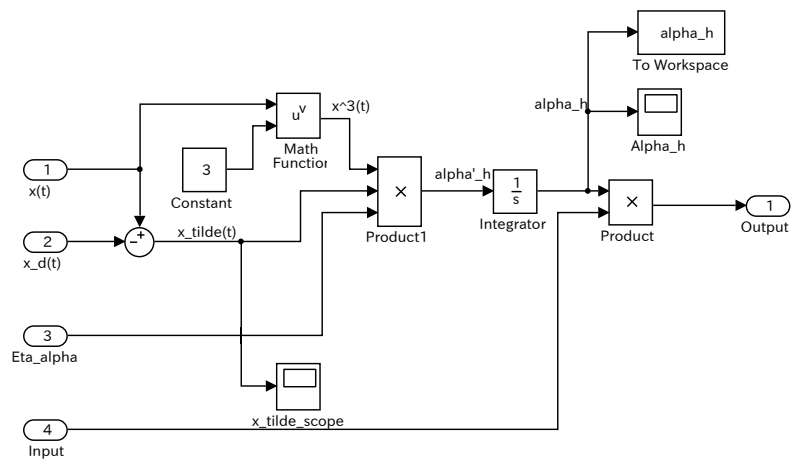 alpha_h
To Workspace
alpha_h
Alpha_h
u^v
x^3(t)
Math
Function
1
x(t)
3
Constant
×
Product1
alpha'_h
1
s
Integrator
×
Product
1
Output
2
x_d(t)
− +
x_tilde(t)
3
Eta_alpha
x_tilde_scope
4
Input